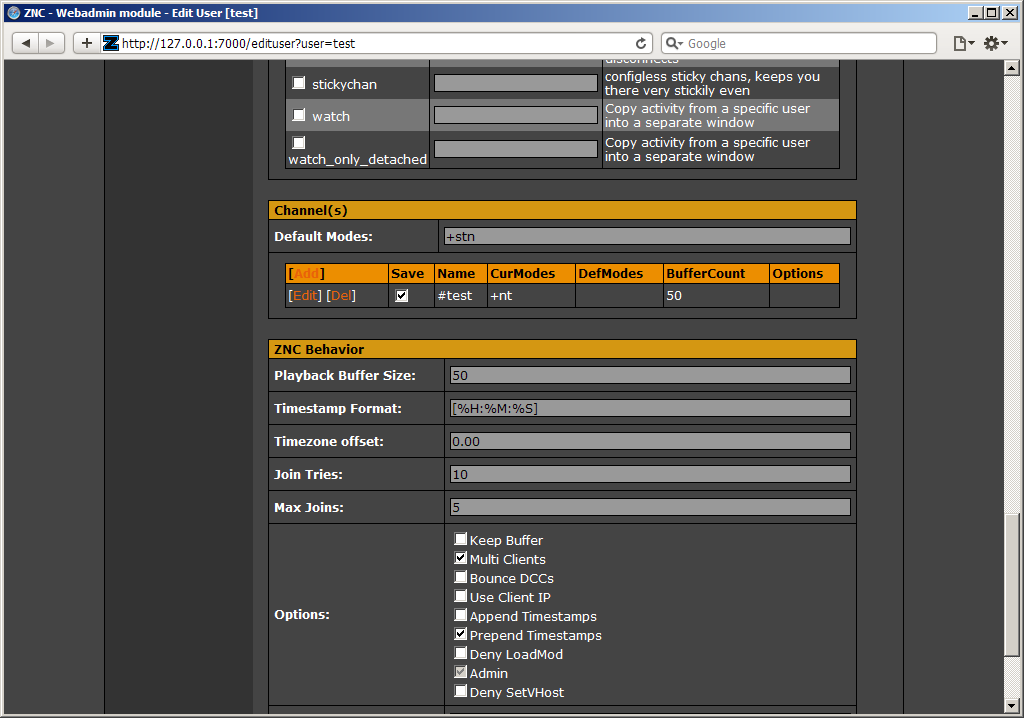 ZNC - Webadmin module - Edit User [test]
http://127.0.0.1:7000/edituser?user=test
Google
disconnects
stickychan
configless sticky chans, keeps you
there very stickily even
watch
Copy activity from a specific user
into a separate window
watch_only_detached
Copy activity from a specific user
into a separate window
Channel(s)
Default Modes: +stn
[Add] Save Name CurModes DefModes BufferCount Options
[Edit] [Del] #test +nt 50
ZNC Behavior
Playback Buffer Size: 50
Timestamp Format: [%H:%M:%S]
Timezone offset: 0.00
Join Tries: 10
Max Joins: 5
Options:
Keep Buffer
Multi Clients
Bounce DCCs
Use Client IP
Append Timestamps
Prepend Timestamps
Deny LoadMod
Admin
Deny SetVHost